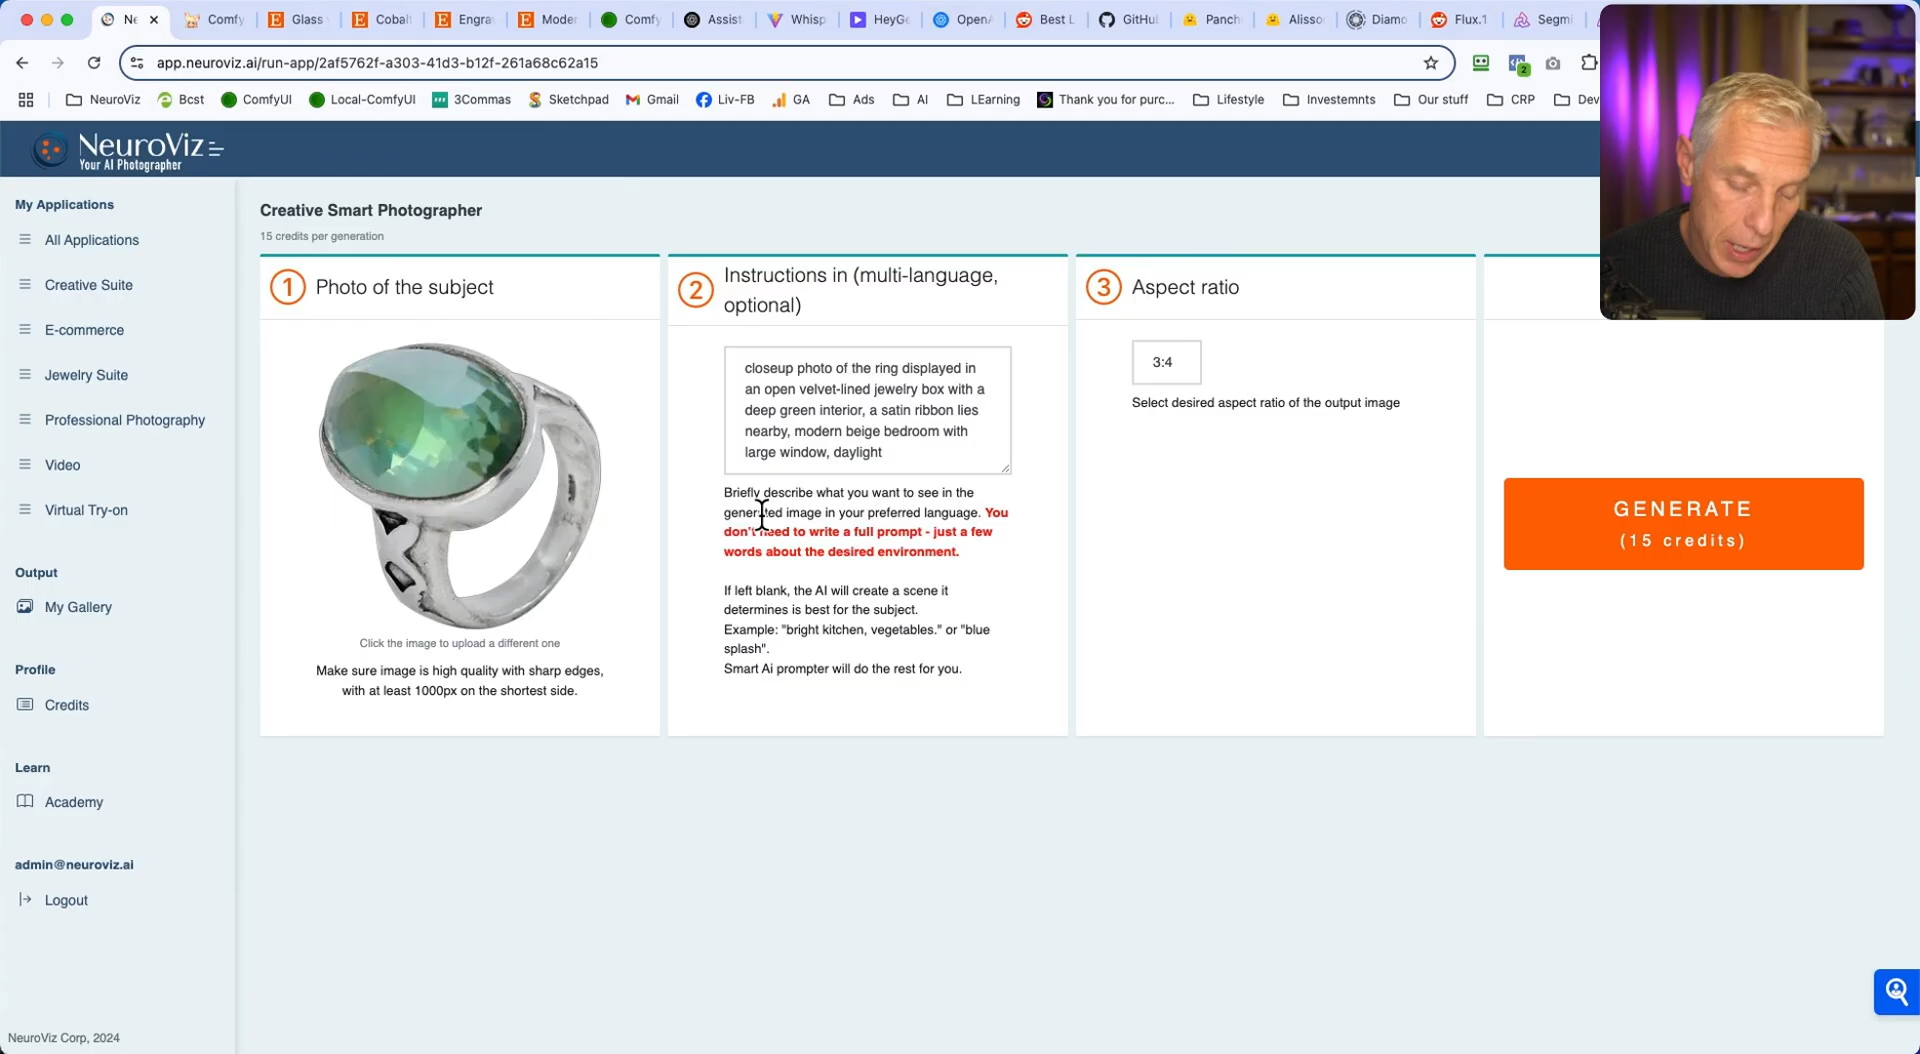 Ne
Comfy
Glass
Cobal
Engra
Moder
Comfy
Assist
Whisp
HeyGe
OpenA
Best L
GitHu
Panch
Alisso
Diamo
Flux.1
Segmi
app.neuroviz.ai/run-app/2af5762f-a303-41d3-b12f-261a68c62a15
2
NeuroViz
Bcst
ComfyUI
Local-ComfyUI
3Commas
Sketchpad
Gmail
Liv-FB
GA
Ads
AI
LEarning
Thank you for purc...
Lifestyle
Investemnts
Our stuff
CRP
Dev
NeuroViz
Your AI Photographer
My Applications
All Applications
Creative Suite
E-commerce
Jewelry Suite
Professional Photography
Video
Virtual Try-on
Output
My Gallery
Profile
Credits
Learn
Academy
admin@neuroviz.ai
Logout
NeuroViz Corp, 2024
Creative Smart Photographer
15 credits per generation
1 Photo of the subject
Click the image to upload a different one
Make sure image is high quality with sharp edges,
with at least 1000px on the shortest side.
2 Instructions in (multi-language,
optional)
closeup photo of the ring displayed in
an open velvet-lined jewelry box with a
deep green interior, a satin ribbon lies
nearby, modern beige bedroom with
large window, daylight
Briefly describe what you want to see in the
generated image in your preferred language. You
don't need to write a full prompt - just a few
words about the desired environment.
If left blank, the AI will create a scene it
determines is best for the subject.
Example: "bright kitchen, vegetables." or "blue
splash".
Smart Ai prompter will do the rest for you.
3 Aspect ratio
3:4
Select desired aspect ratio of the output image
GENERATE
(15 credits)